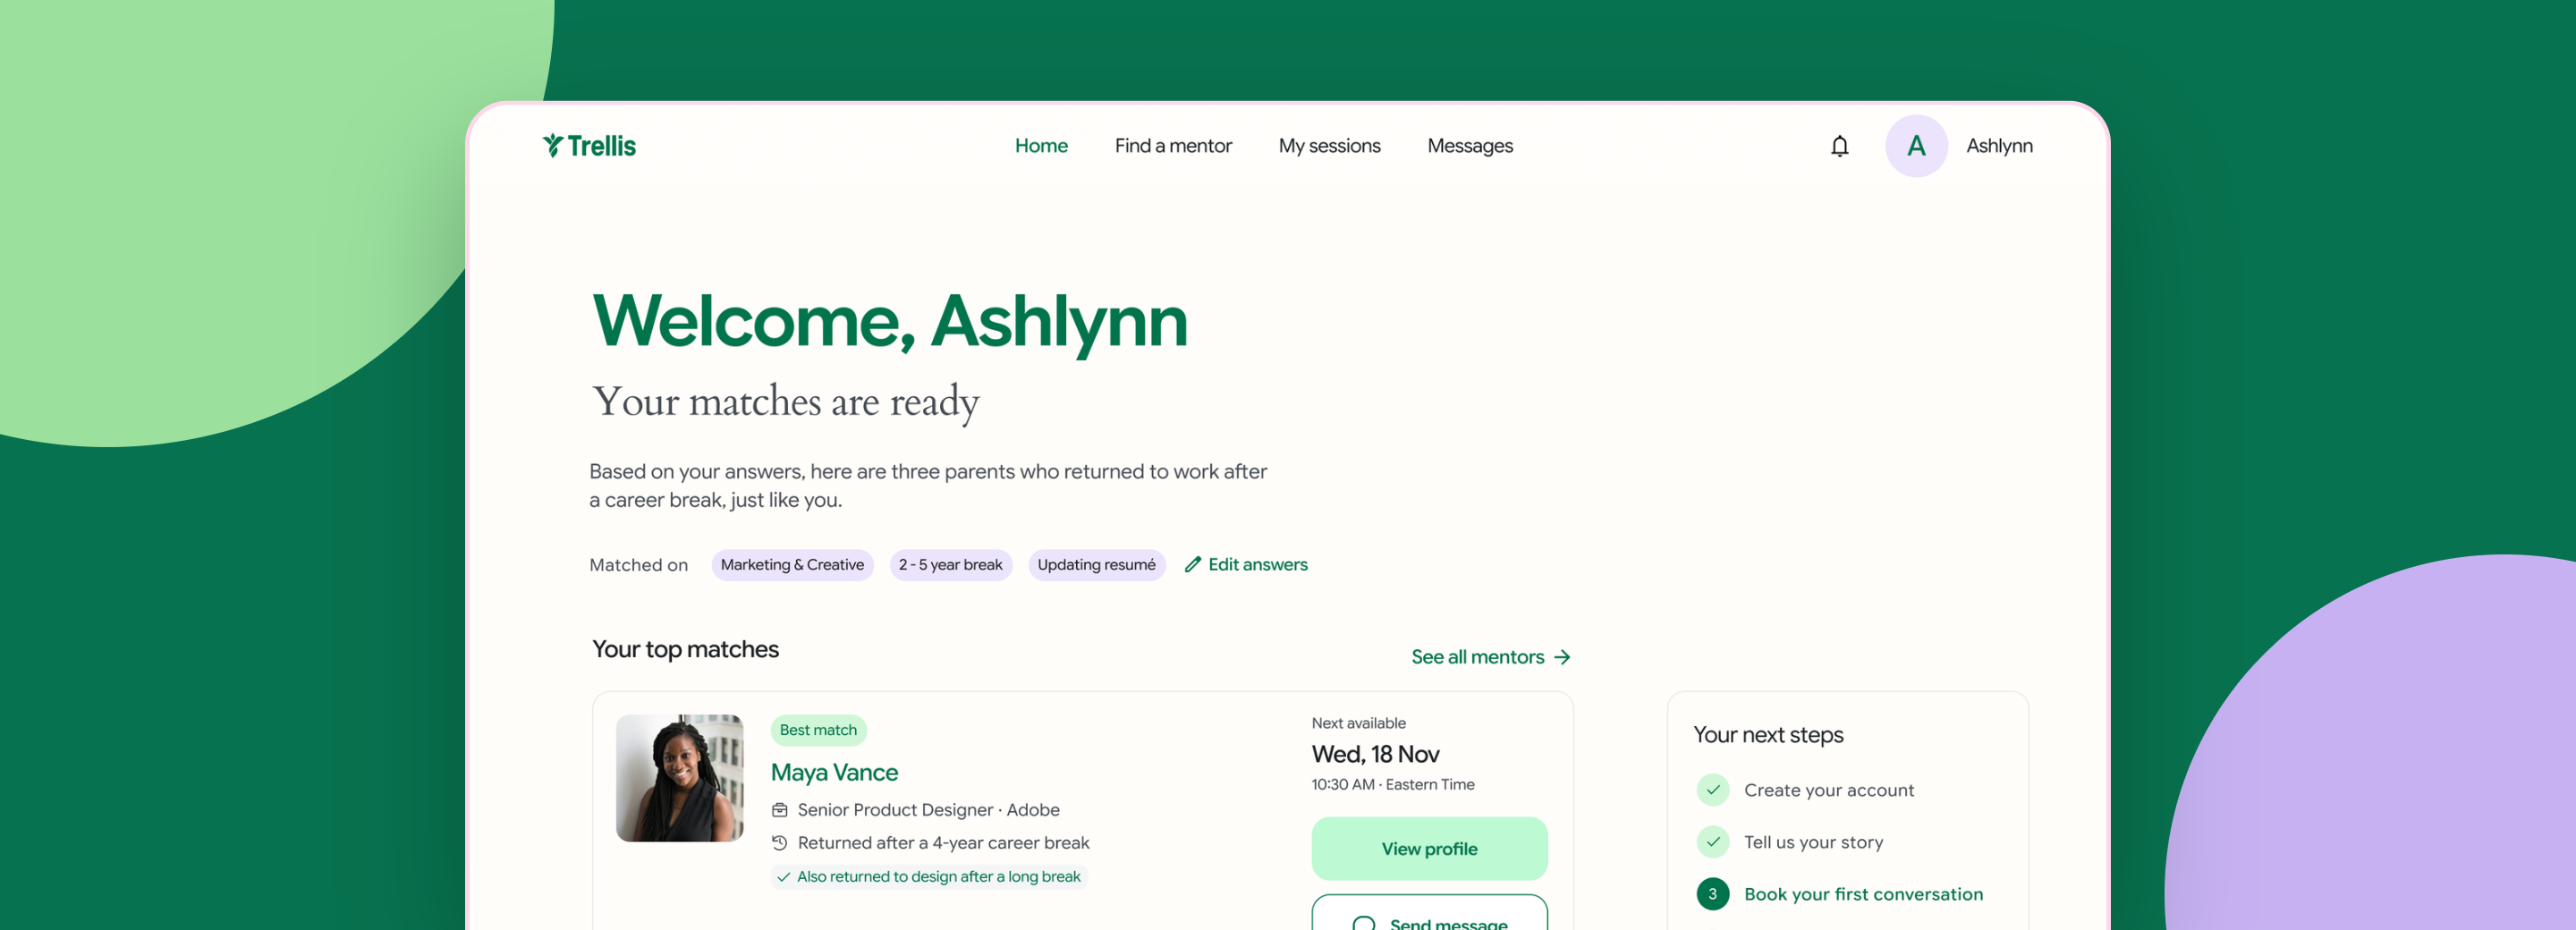 Trellis
Home
Find a mentor
My sessions
Messages
A
Ashlynn
Welcome, Ashlynn
Your matches are ready
Based on your answers, here are three parents who returned to work after
a career break, just like you.
Matched on
Marketing & Creative
2 - 5 year break
Updating resumé
Edit answers
Your top matches
See all mentors
Best match
Maya Vance
Senior Product Designer · Adobe
Returned after a 4-year career break
Also returned to design after a long break
Next available
Wed, 18 Nov
10:30 AM · Eastern Time
View profile
Send message
Your next steps
Create your account
Tell us your story
3 Book your first conversation